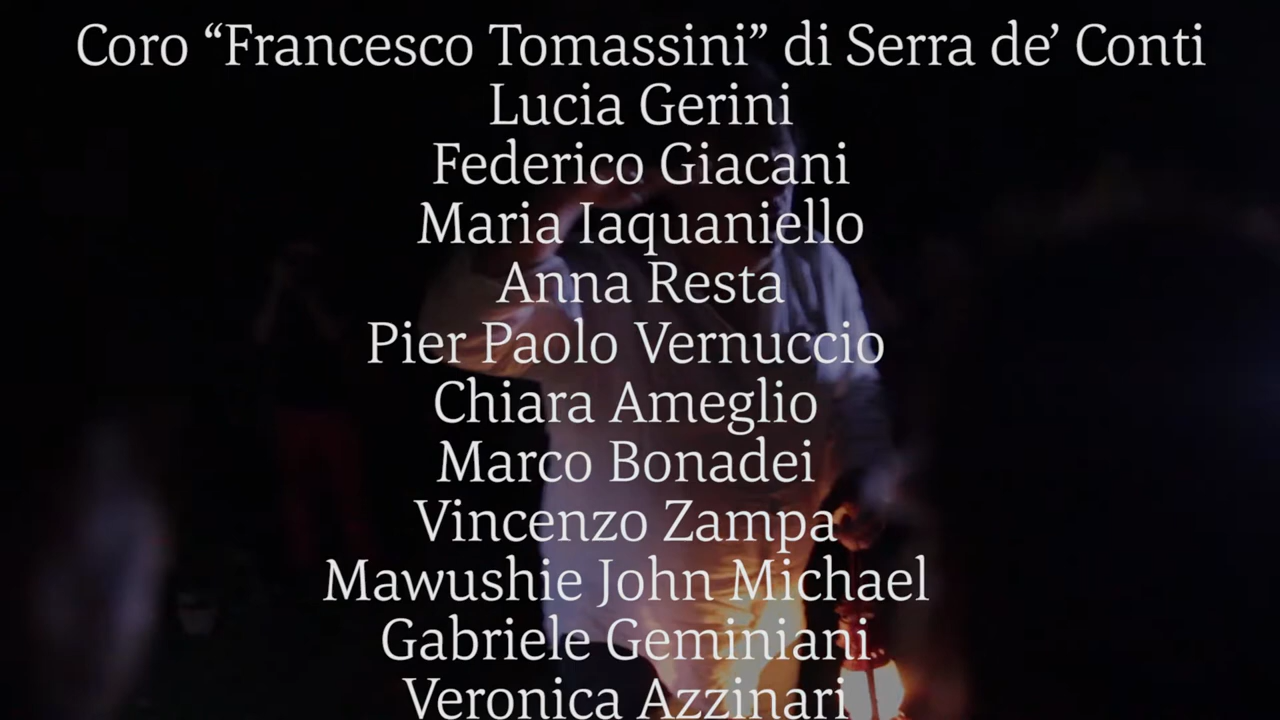 Coro “Francesco Tomassini” di Serra de’ Conti
Lucia Gerini
Federico Giacani
Maria Iaquaniello
Anna Resta
Pier Paolo Vernuccio
Chiara Ameglio
Marco Bonadei
Vincenzo Zampa
Mawushie John Michael
Gabriele Geminiani
Veronica Azzinari